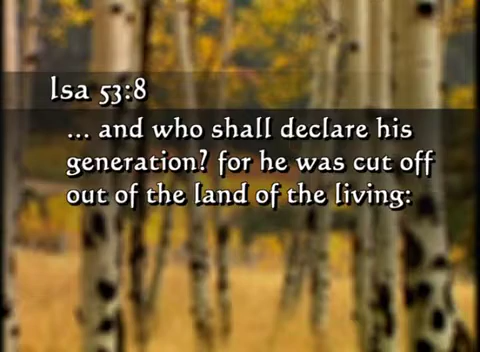 Isa 53:8
... and who shall declare his
generation? for he was cut off
out of the land of the living: